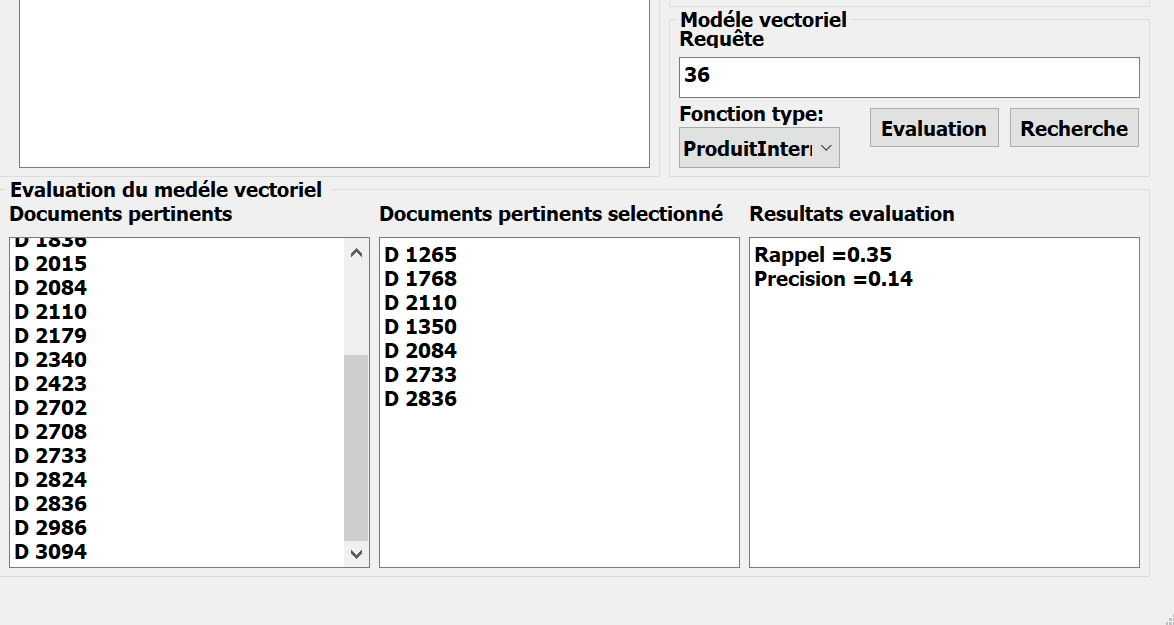 Modéle vectoriel
Requête
36
Fonction type:
Evaluation
Recherche
ProduitInter
Evaluation du medéle vectoriel
Documents pertinents
Documents pertinents selectionné
Resultats evaluation
D 1836
D 2015
D 2084
D 2110
D 2179
D 2340
D 2423
D 2702
D 2708
D 2733
D 2824
D 2836
D 2986
D 3094
D 1265
D 1768
D 2110
D 1350
D 2084
D 2733
D 2836
Rappel =0.35
Precision =0.14